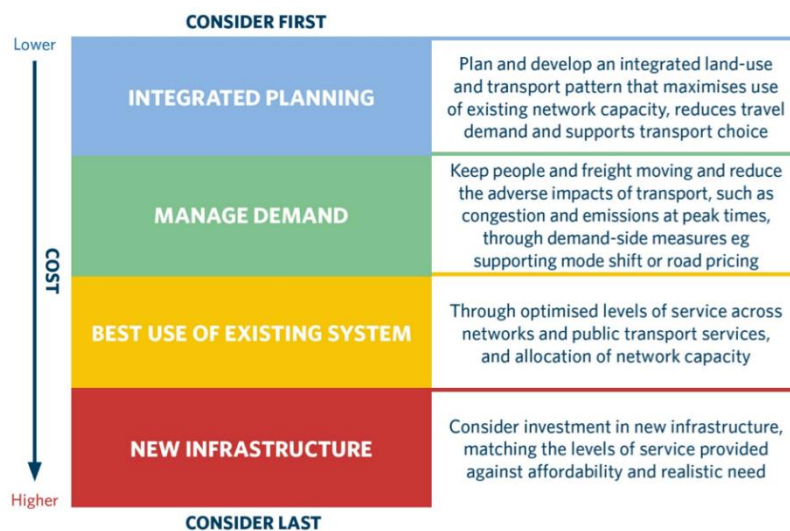 CONSIDER FIRST
Lower
COST
Higher
INTEGRATED PLANNING
Plan and develop an integrated land-use
and transport pattern that maximises use
of existing network capacity, reduces travel
demand and supports transport choice
MANAGE DEMAND
Keep people and freight moving and reduce
the adverse impacts of transport, such as
congestion and emissions at peak times,
through demand-side measures eg
supporting mode shift or road pricing
BEST USE OF EXISTING SYSTEM
Through optimised levels of service across
networks and public transport services,
and allocation of network capacity
NEW INFRASTRUCTURE
Consider investment in new infrastructure,
matching the levels of service provided
against affordability and realistic need
CONSIDER LAST